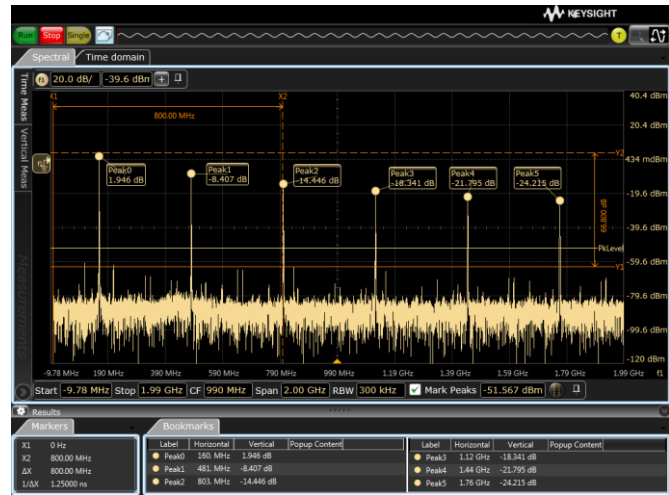 KEYSIGHT
Run Stop Single T
Spectral Time domain
f1 20.0 dB/ -39.6 dBm +
X1 X2 40.4 dBm
800.00 MHz
20.4 dBm
Y2
434 mdBm
Peak0
1.946 dB
Peak1
-8.407 dB
Peak2
-14.446 dB
Peak3
-18.341 dB
Peak4
-21.795 dB
Peak5
-24.215 dB
-19.6 dBm
66.800 dB
-39.6 dBm
PkLevel
-59.6 dBm
Y1
-79.6 dBm
-99.6 dBm
-120 dBm
Time Meas
Vertical Meas
Measurements
-9.78 MHz 190 MHz 390 MHz 590 MHz 790 MHz 990 MHz 1.19 GHz 1.39 GHz 1.59 GHz 1.79 GHz 1.99 GHz f1
Start -9.78 MHz Stop 1.99 GHz CF 990 MHz Span 2.00 GHz RBW 300 kHz Mark Peaks -51.567 dBm
Results
Markers
X1 0 Hz
X2 800.00 MHz
ΔX 800.00 MHz
1/ΔX 1.25000 ns
Bookmarks
Label Horizontal Vertical Popup Content
Peak0 160. MHz 1.946 dB
Peak1 481. MHz -8.407 dB
Peak2 803. MHz -14.446 dB
Label Horizontal Vertical Popup Content
Peak3 1.12 GHz -18.341 dB
Peak4 1.44 GHz -21.795 dB
Peak5 1.76 GHz -24.215 dB